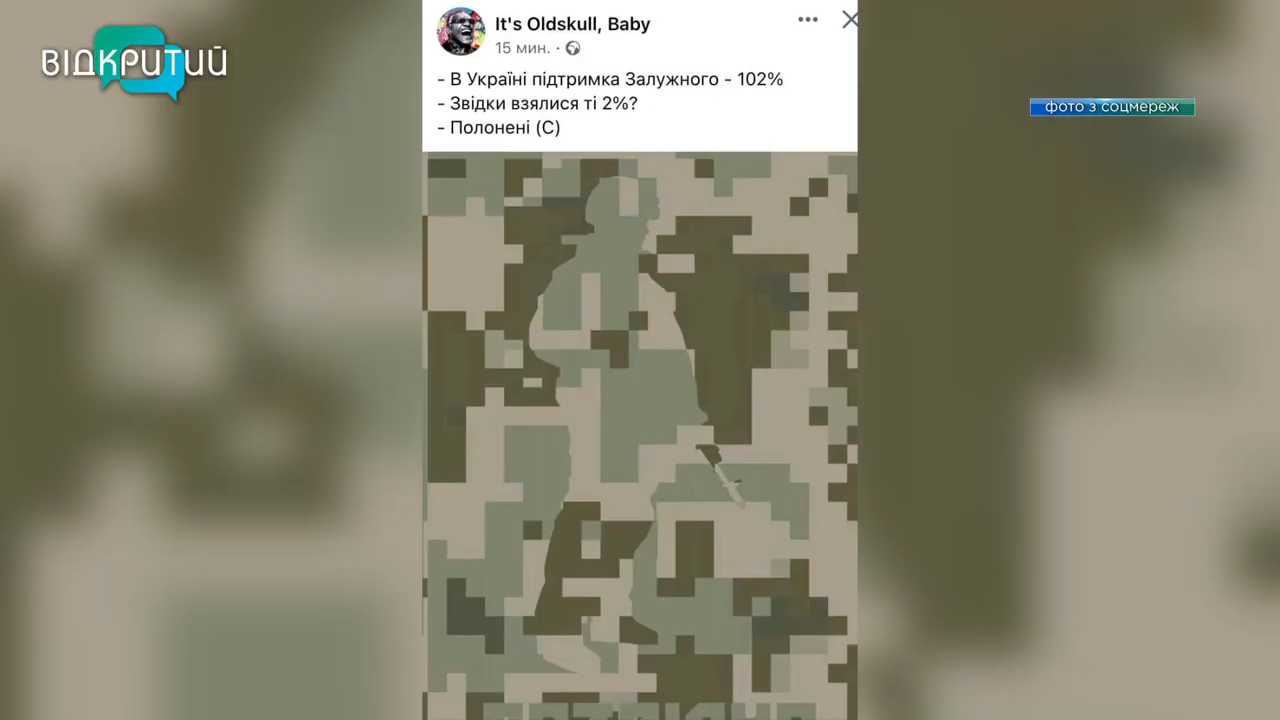 ВІДКРИТИЙ
It's Oldskull, Baby
15 мин.
- В Україні підтримка Залужного - 102%
- Звідки взялися ті 2%?
- Полонені (С)
фото з соцмереж